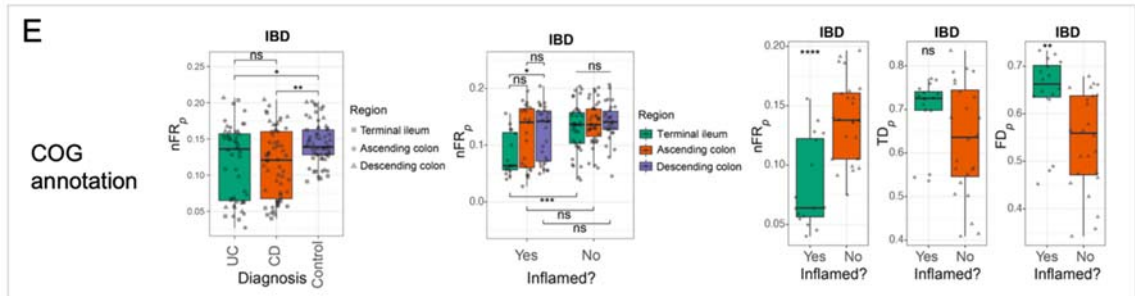 E
COG
annotation
IBD
nFRp
0.25
0.20
0.15
0.10
0.05
ns
*
**
UC
CD
Control
Diagnosis
Region
Terminal ileum
Ascending colon
Descending colon
IBD
nFRp
0.2
0.1
0.0
ns
*
ns
ns
***
ns
ns
Yes
No
Inflamed?
Region
Terminal ileum
Ascending colon
Descending colon
IBD
nFRp
0.20
0.15
0.10
0.05
****
Yes
No
Inflamed?
IBD
TDp
0.8
0.7
0.6
0.5
0.4
ns
Yes
No
Inflamed?
IBD
FDp
0.7
0.6
0.5
0.4
**
Yes
No
Inflamed?